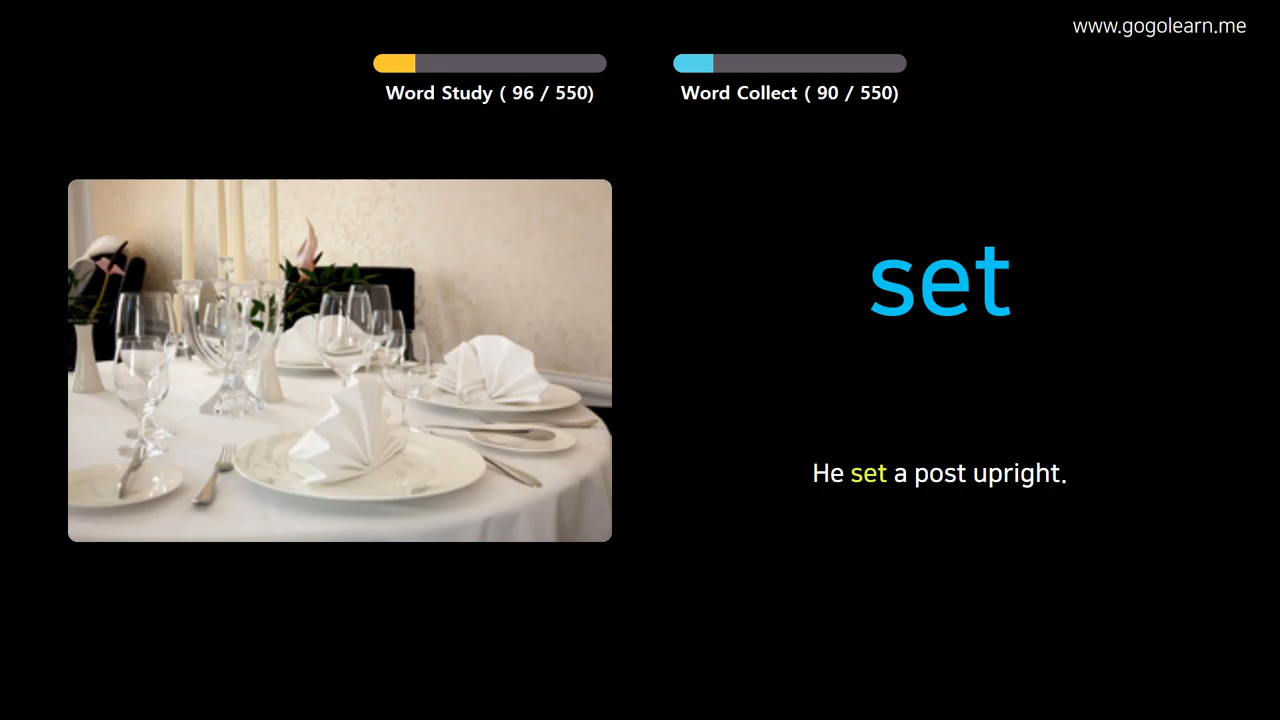 www.gogolearn.me
Word Study ( 96 / 550)
Word Collect ( 90 / 550)
set
He set a post upright.